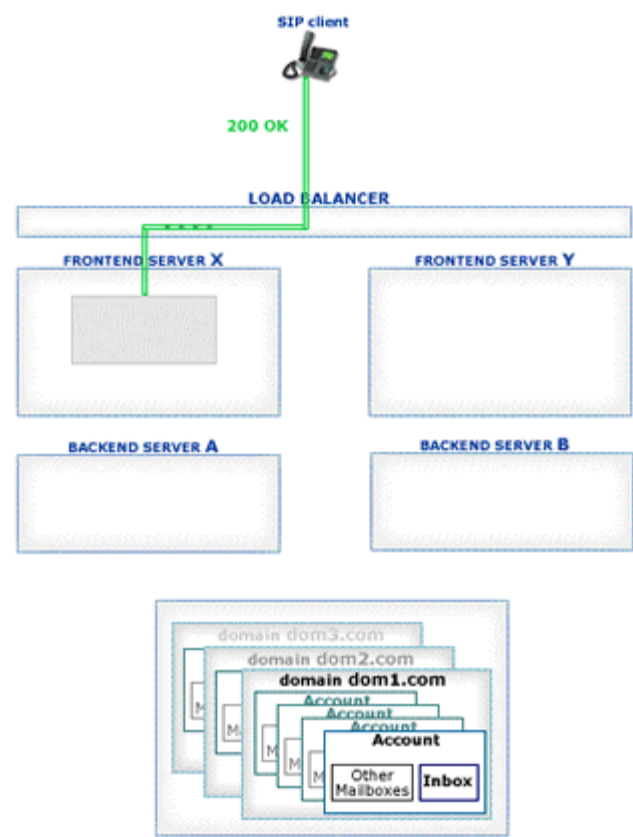 SIP client
200 OK
LOAD BALANCER
FRONTEND SERVER X
FRONTEND SERVER Y
BACKEND SERVER A
BACKEND SERVER B
domain dom3.com
domain dom2.com
domain dom1.com
Account
Account
Account
Account
M
M
M
M
M
Other
Mailboxes
Inbox